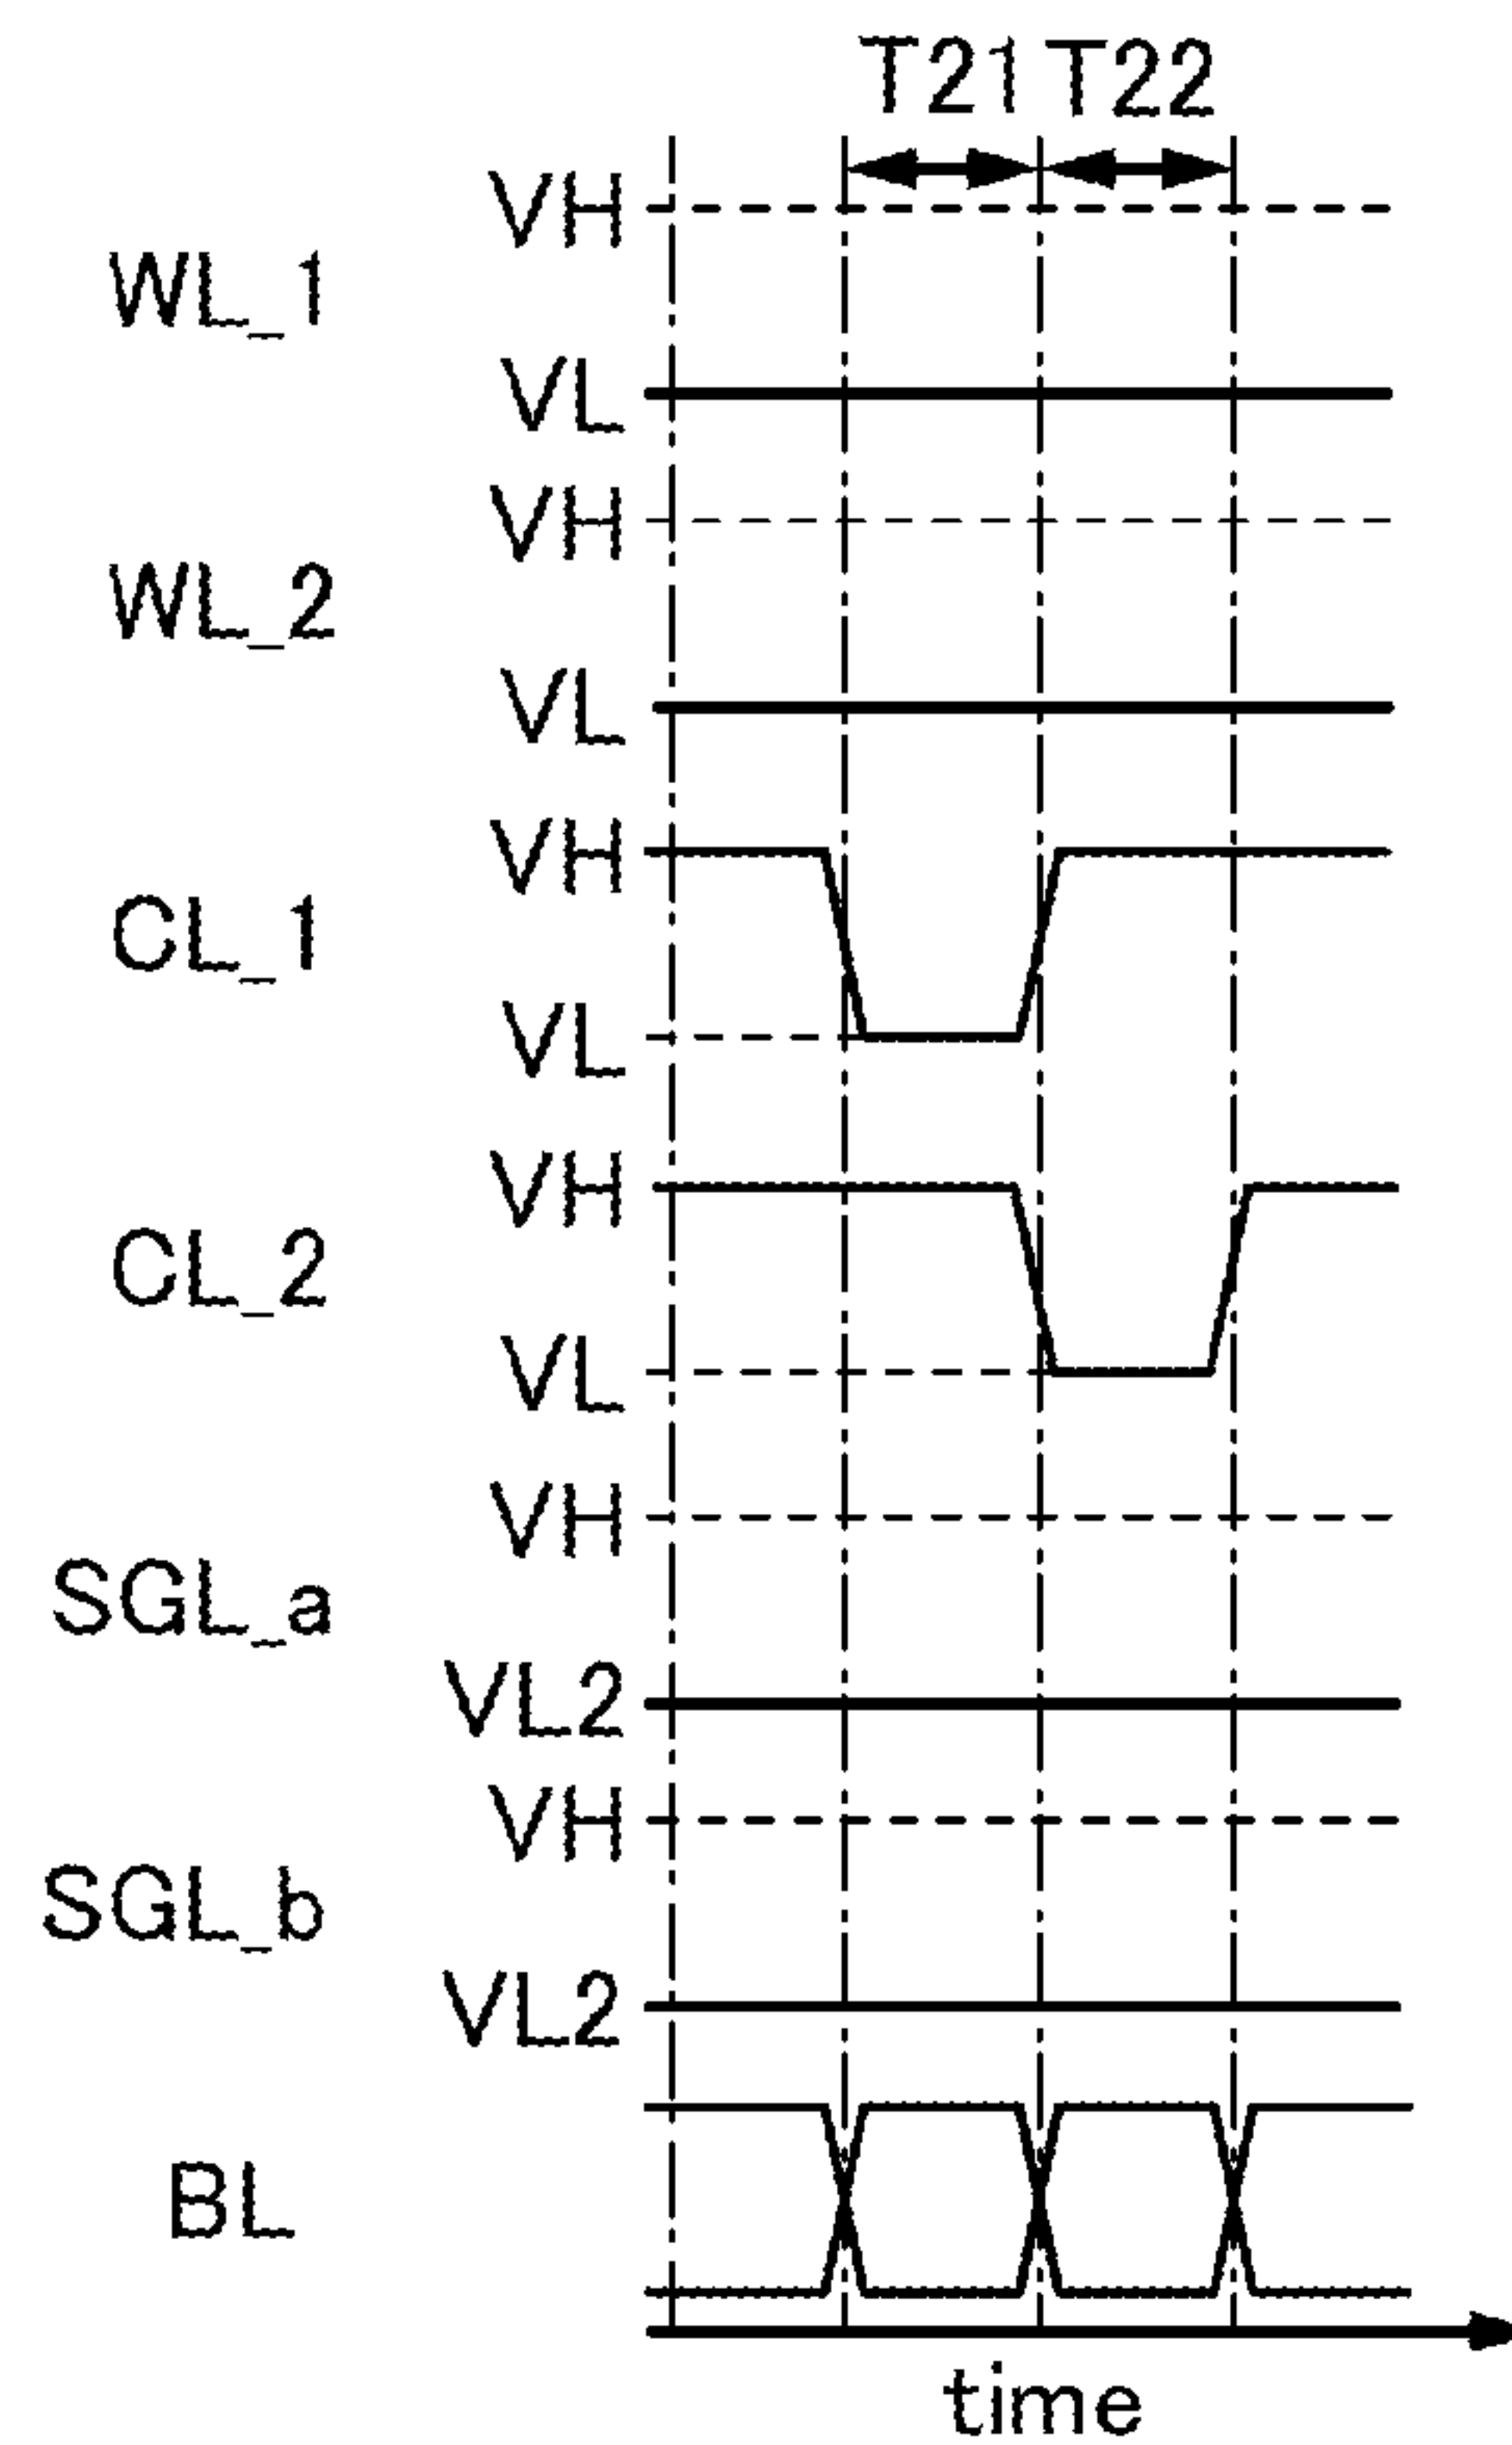 T21 T22
VH
WL_1
VL
VH
WL_2
VL
VH
CL_1
VL
VH
CL_2
VL
VH
SGL_a
VL2
VH
SGL_b
VL2
BL
time